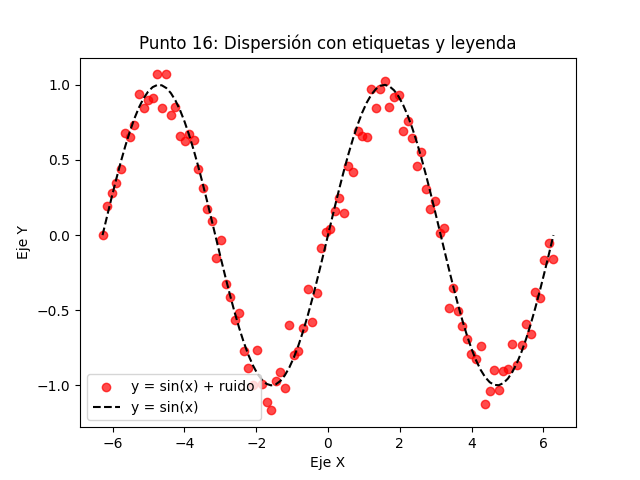 Punto 16: Dispersión con etiquetas y leyenda
Eje Y
1.0
0.5
0.0
−0.5
−1.0
y = sin(x) + ruido
y = sin(x)
−6
−4
−2
0
2
4
6
Eje X